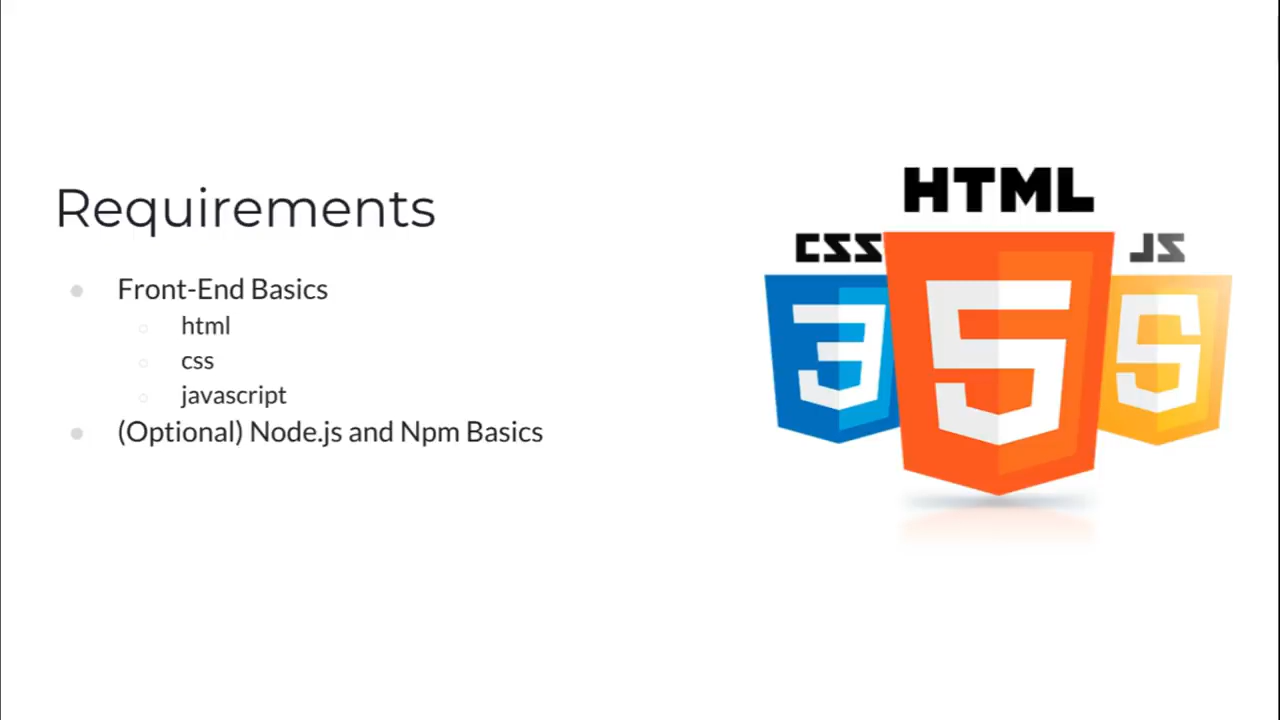 Requirements
Front-End Basics
html
css
javascript
(Optional) Node.js and Npm Basics
HTML
CSS
JS
3
5
5